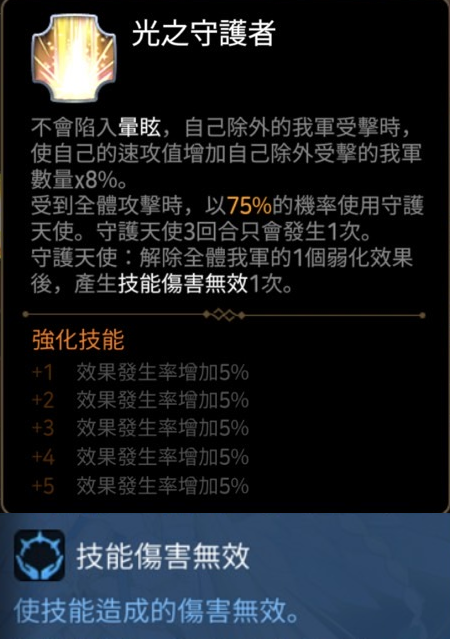 光之守護者
不會陷入暈眩，自己除外的我軍受擊時，
使自己的速攻值增加自己除外受擊的我軍
數量x8%。
受到全體攻擊時，以75%的機率使用守護
天使。守護天使3回合只會發生1次。
守護天使：解除全體我軍的1個弱化效果
後，產生技能傷害無效1次。
強化技能
+1 效果發生率增加5%
+2 效果發生率增加5%
+3 效果發生率增加5%
+4 效果發生率增加5%
+5 效果發生率增加5%
技能傷害無效
使技能造成的傷害無效。